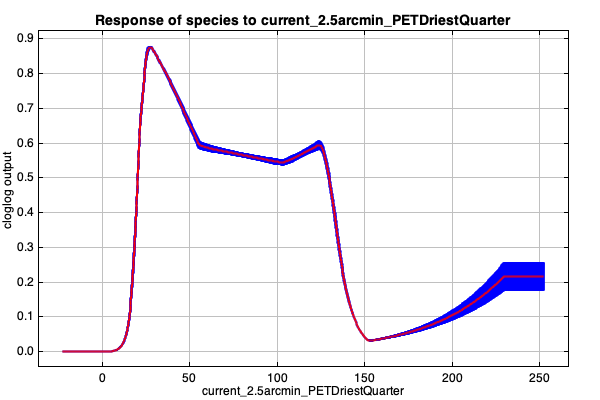 Response of species to current_2.5arcmin_PETDriestQuarter
0.9
0.8
0.7
0.6
0.5
0.4
0.3
0.2
0.1
0.0
cloglog output
0 50 100 150 200 250
current_2.5arcmin_PETDriestQuarter